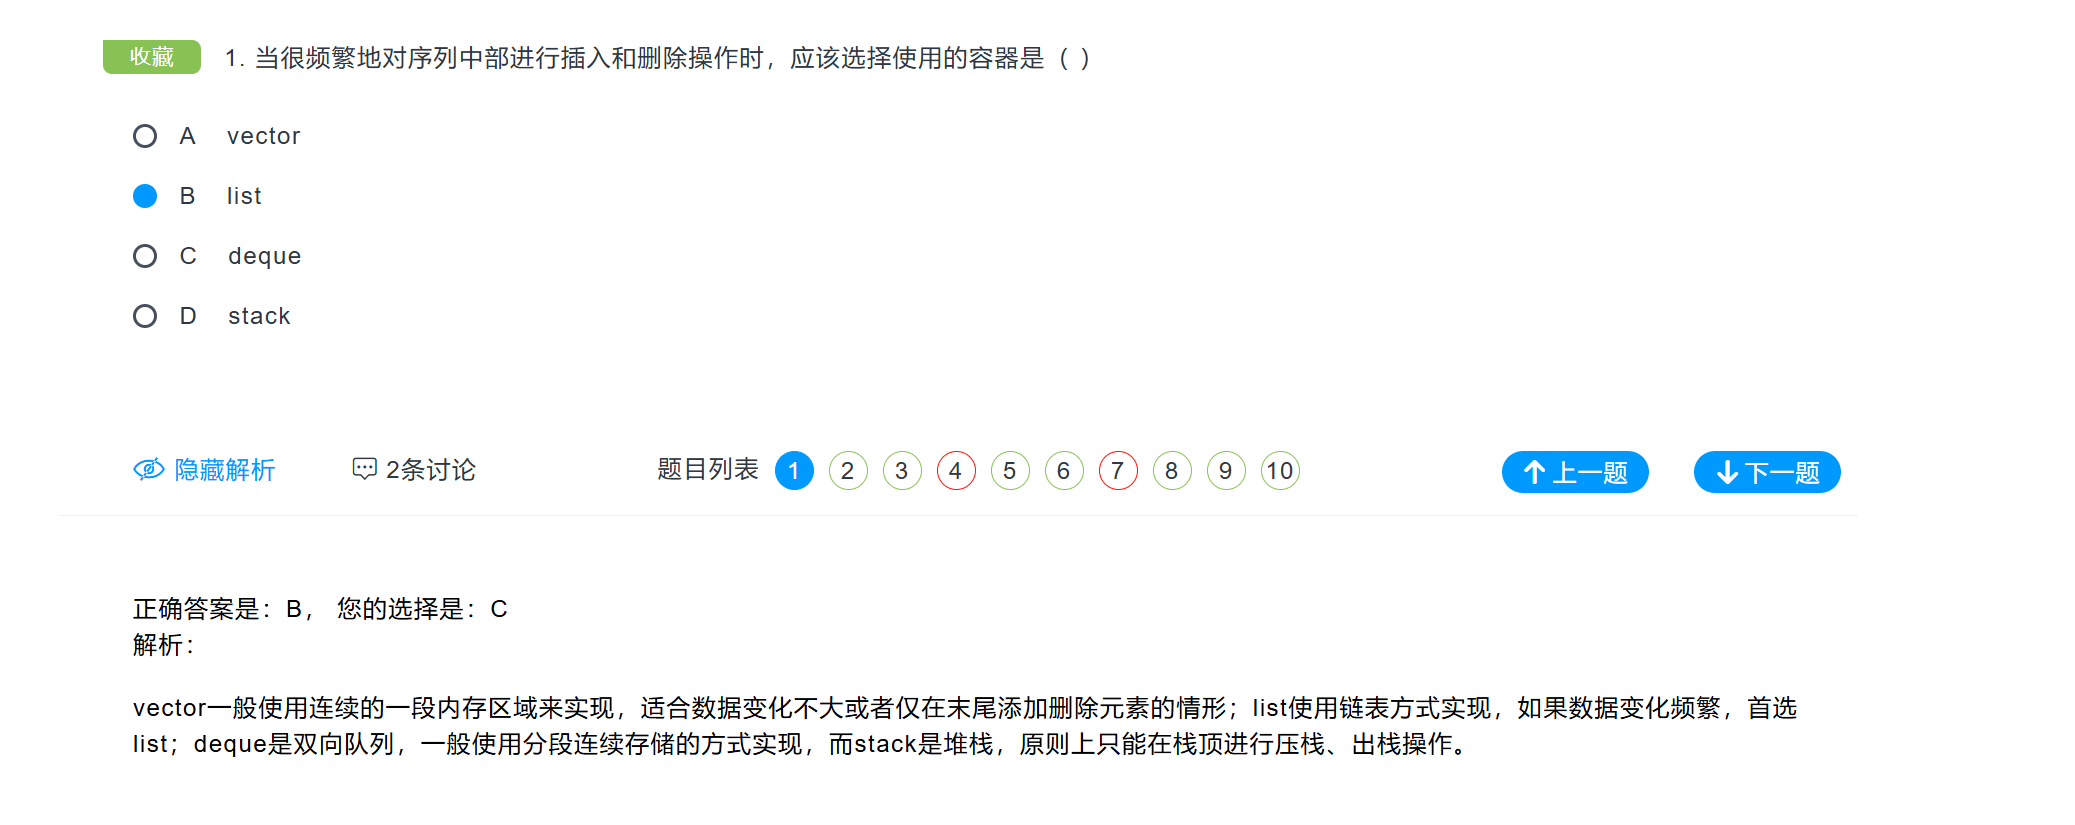 收藏 1. 当很频繁地对序列中部进行插入和删除操作时，应该选择使用的容器是（ ）
A vector
B list
C deque
D stack
隐藏解析 2条讨论 题目列表 1 2 3 4 5 6 7 8 9 10 上一题 下一题
正确答案是：B， 您的选择是：C
解析：
vector一般使用连续的一段内存区域来实现，适合数据变化不大或者仅在末尾添加删除元素的情形；list使用链表方式实现，如果数据变化频繁，首选
list；deque是双向队列，一般使用分段连续存储的方式实现，而stack是堆栈，原则上只能在栈顶进行压栈、出栈操作。